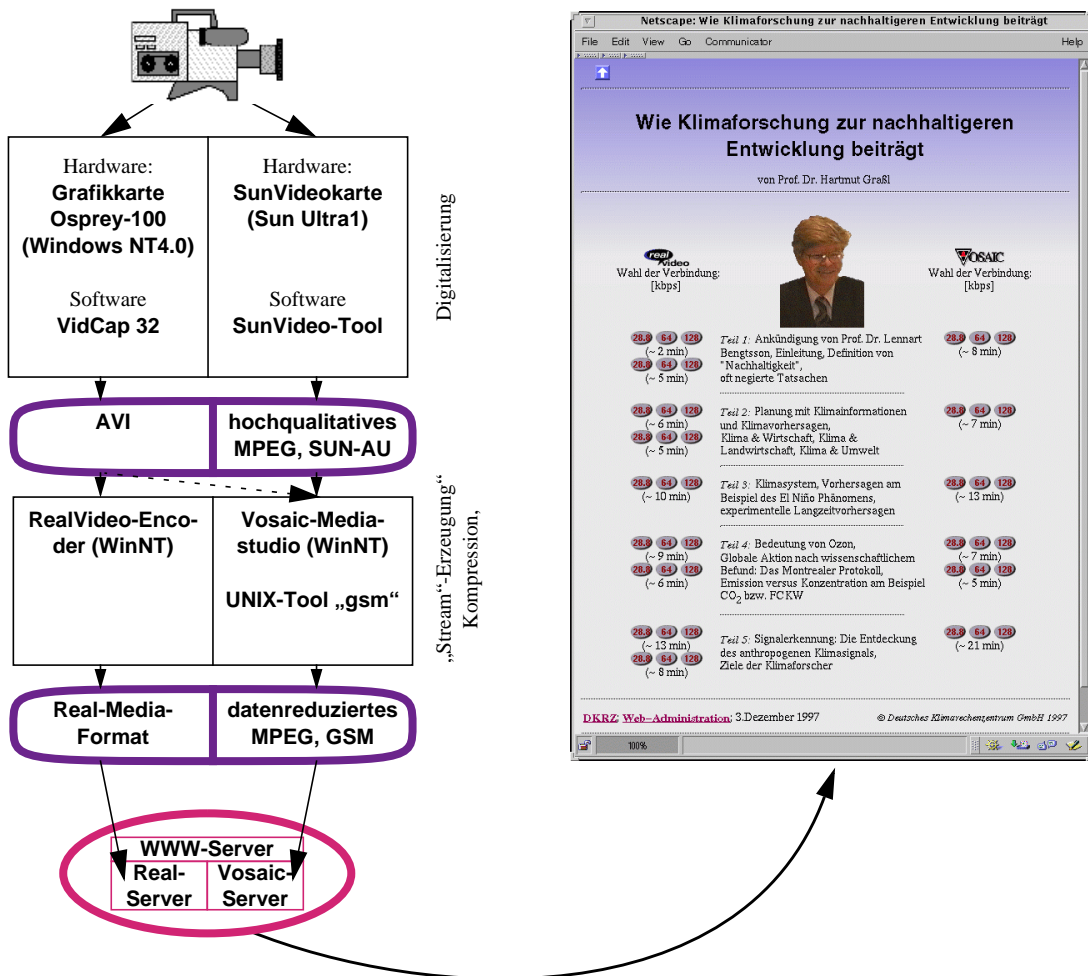 Hardware:
Grafikkarte
Osprey-100
(Windows NT4.0)
Software
VidCap 32
Hardware:
SunVideokarte
(Sun Ultra1)
Software
SunVideo-Tool
Digitalisierung
AVI
hochqualitatives
MPEG, SUN-AU
RealVideo-Enco-
der (WinNT)
Vosaic-Media-
studio (WinNT)
UNIX-Tool „gsm“
„Stream“-Erzeugung“
Kompression,
Real-Media-
Format
datenreduziertes
MPEG, GSM
WWW-Server
Real-
Server
Vosaic-
Server
Netscape: Wie Klimaforschung zur nachhaltigeren Entwicklung beiträgt
File Edit View Go Communicator Help
Wie Klimaforschung zur nachhaltigeren
Entwicklung beiträgt
von Prof. Dr. Hartmut Graßl
real video
Wahl der Verbindung:
[kbps]
VOSAIC
Wahl der Verbindung:
[kbps]
28.8 64 128
(~ 2 min)
28.8 64 128
(~ 5 min)
Teil 1: Ankündigung von Prof. Dr. Lennart
Bengtsson, Einleitung, Definition von
"Nachhaltigkeit",
oft negierte Tatsachen
28.8 64 128
(~ 8 min)
28.8 64 128
(~ 6 min)
28.8 64 128
(~ 5 min)
Teil 2: Planung mit Klimainformationen
und Klimavorhersagen,
Klima & Wirtschaft, Klima &
Landwirtschaft, Klima & Umwelt
28.8 64 128
(~ 7 min)
28.8 64 128
(~ 10 min)
Teil 3: Klimasystem, Vorhersagen am
Beispiel des El Niño Phänomens,
experimentelle Langzeitvorhersagen
28.8 64 128
(~ 13 min)
28.8 64 128
(~ 9 min)
28.8 64 128
(~ 6 min)
Teil 4: Bedeutung von Ozon,
Globale Aktion nach wissenschaftlichem
Befund: Das Montrealer Protokoll,
Emission versus Konzentration am Beispiel
CO2 bzw. FCKW
28.8 64 128
(~ 7 min)
28.8 64 128
(~ 5 min)
28.8 64 128
(~ 13 min)
28.8 64 128
(~ 8 min)
Teil 5: Signalerkennung: Die Entdeckung
des anthropogenen Klimasignals,
Ziele der Klimaforscher
28.8 64 128
(~ 21 min)
DKRZ: Web-Administration; 3.Dezember 1997
© Deutsches Klimarechenzentrum GmbH 1997
100%